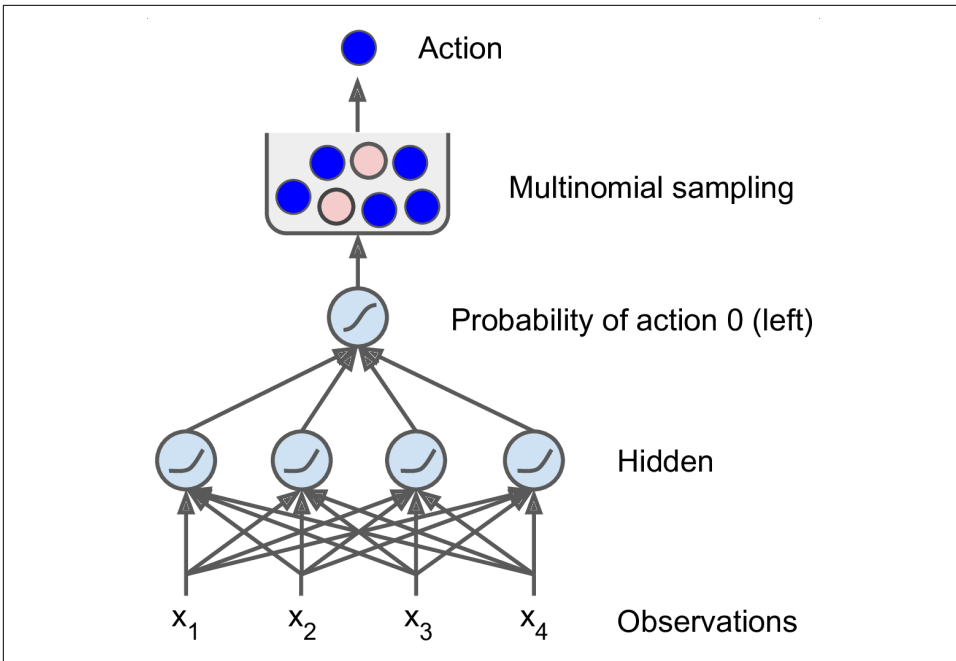 Action
Multinomial sampling
Probability of action 0 (left)
Hidden
x1 x2 x3 x4
Observations